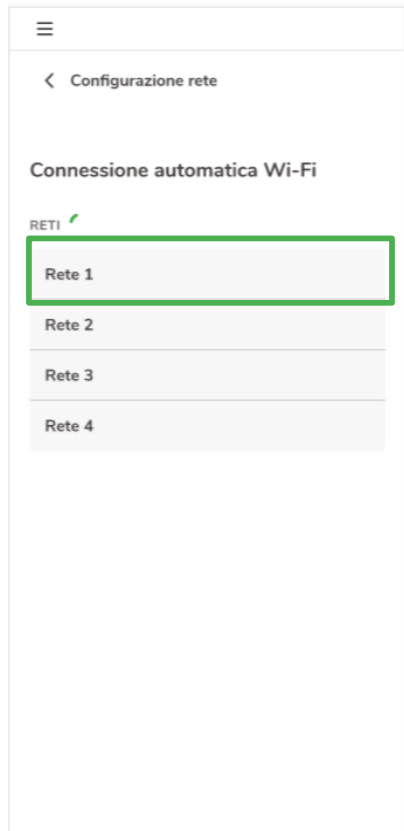 Configurazione rete
Connessione automatica Wi-Fi
RETI
Rete 1
Rete 2
Rete 3
Rete 4